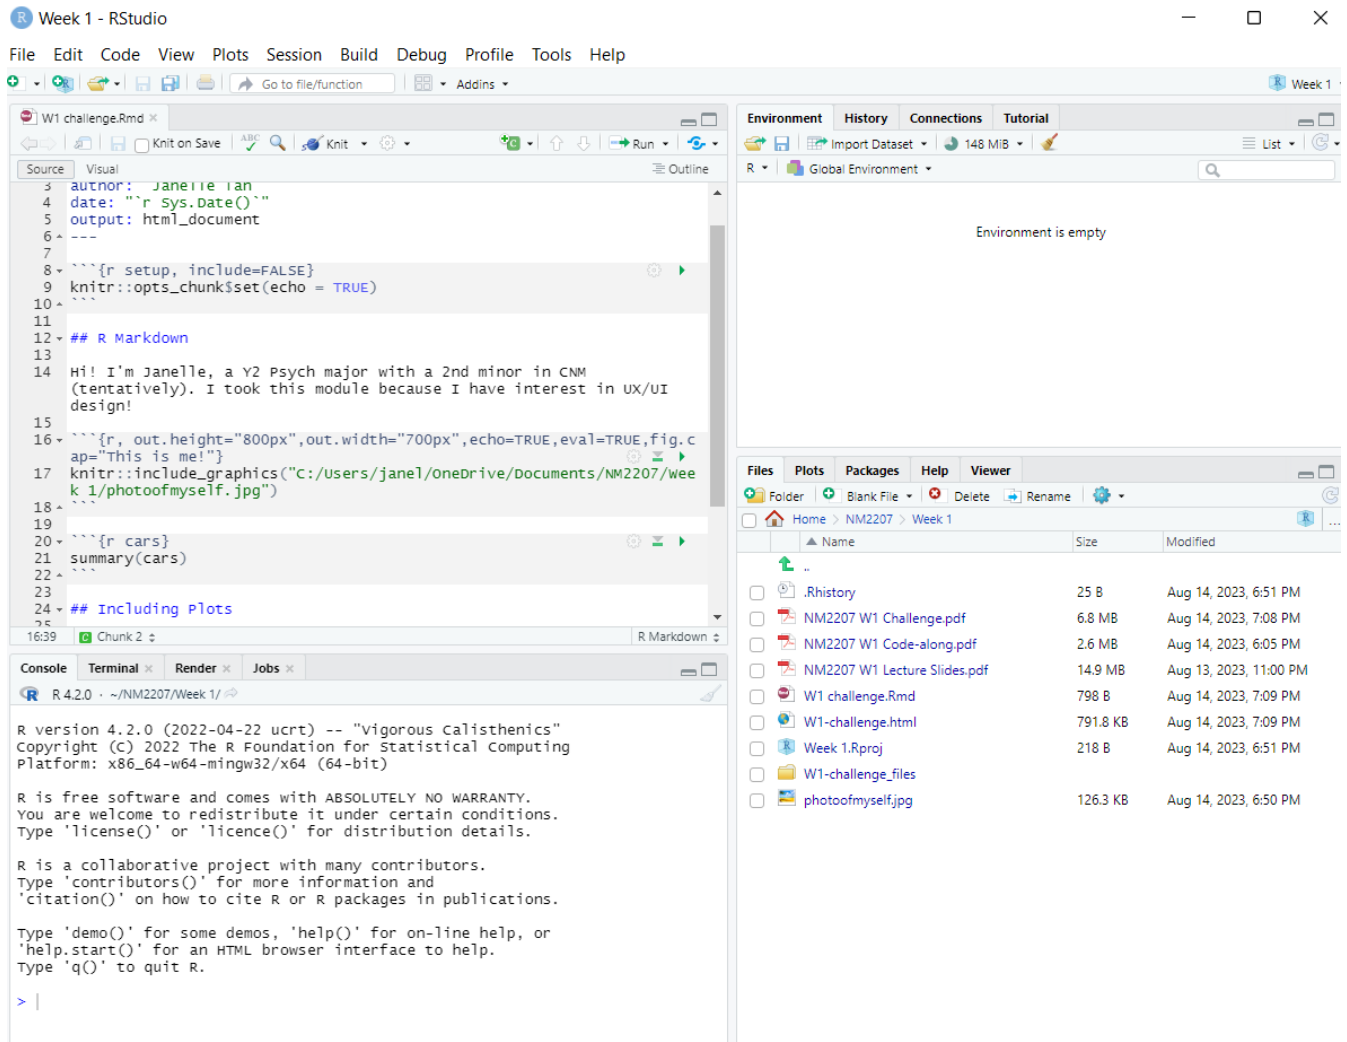 Week 1 - RStudio
File Edit Code View Plots Session Build Debug Profile Tools Help
Go to file/function Addins Week 1
W1 challenge.Rmd
Knit on Save ABC Knit Run
Source Visual Outline
3 author: "Janelle Tan"
4 date: "`r Sys.Date()`"
5 output: html_document
6 ---
7
8 ```{r setup, include=FALSE}
9 knitr::opts_chunk$set(echo = TRUE)
10 ```
11
12 ## R Markdown
13
14 Hi! I'm Janelle, a Y2 Psych major with a 2nd minor in CNM
(tentatively). I took this module because I have interest in UX/UI
design!
15
16 ```{r, out.height="800px",out.width="700px",echo=TRUE,eval=TRUE,fig.c
ap="This is me!"}
17 knitr::include_graphics("C:/Users/janel/OneDrive/Documents/NM2207/Wee
k 1/photoofmyself.jpg")
18 ```
19
20 ```{r cars}
21 summary(cars)
22 ```
23
24 ## Including Plots
25
16:39 Chunk 2 R Markdown
Console Terminal Render Jobs
R 4.2.0 · ~/NM2207/Week 1/
R version 4.2.0 (2022-04-22 ucrt) -- "Vigorous Calisthenics"
Copyright (C) 2022 The R Foundation for Statistical Computing
Platform: x86_64-w64-mingw32/x64 (64-bit)
R is free software and comes with ABSOLUTELY NO WARRANTY.
You are welcome to redistribute it under certain conditions.
Type 'license()' or 'licence()' for distribution details.
R is a collaborative project with many contributors.
Type 'contributors()' for more information and
'citation()' on how to cite R or R packages in publications.
Type 'demo()' for some demos, 'help()' for on-line help, or
'help.start()' for an HTML browser interface to help.
Type 'q()' to quit R.
>
Environment History Connections Tutorial
Import Dataset 148 MiB List
R Global Environment
Environment is empty
Files Plots Packages Help Viewer
Folder Blank File Delete Rename
Home > NM2207 > Week 1 ...
Name Size Modified
..
.Rhistory 25 B Aug 14, 2023, 6:51 PM
NM2207 W1 Challenge.pdf 6.8 MB Aug 14, 2023, 7:08 PM
NM2207 W1 Code-along.pdf 2.6 MB Aug 14, 2023, 6:05 PM
NM2207 W1 Lecture Slides.pdf 14.9 MB Aug 13, 2023, 11:00 PM
W1 challenge.Rmd 798 B Aug 14, 2023, 7:09 PM
W1-challenge.html 791.8 KB Aug 14, 2023, 7:09 PM
Week 1.Rproj 218 B Aug 14, 2023, 6:51 PM
W1-challenge_files
photoofmyself.jpg 126.3 KB Aug 14, 2023, 6:50 PM